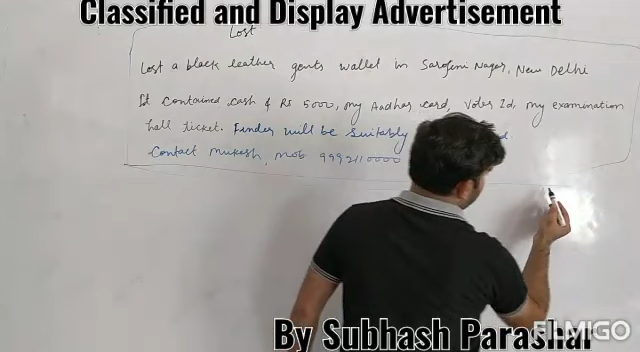 Classified and Display Advertisement
Lost
Lost a black leather gents wallet in Sarojini Nagar, New Delhi
It contained cash of Rs 5000, my Aadhar card, Voter Id, my examination
hall ticket. Finder will be suitably
Contact Mukesh, Mob 9992110000
By Subhash Parashar
FILMIGO